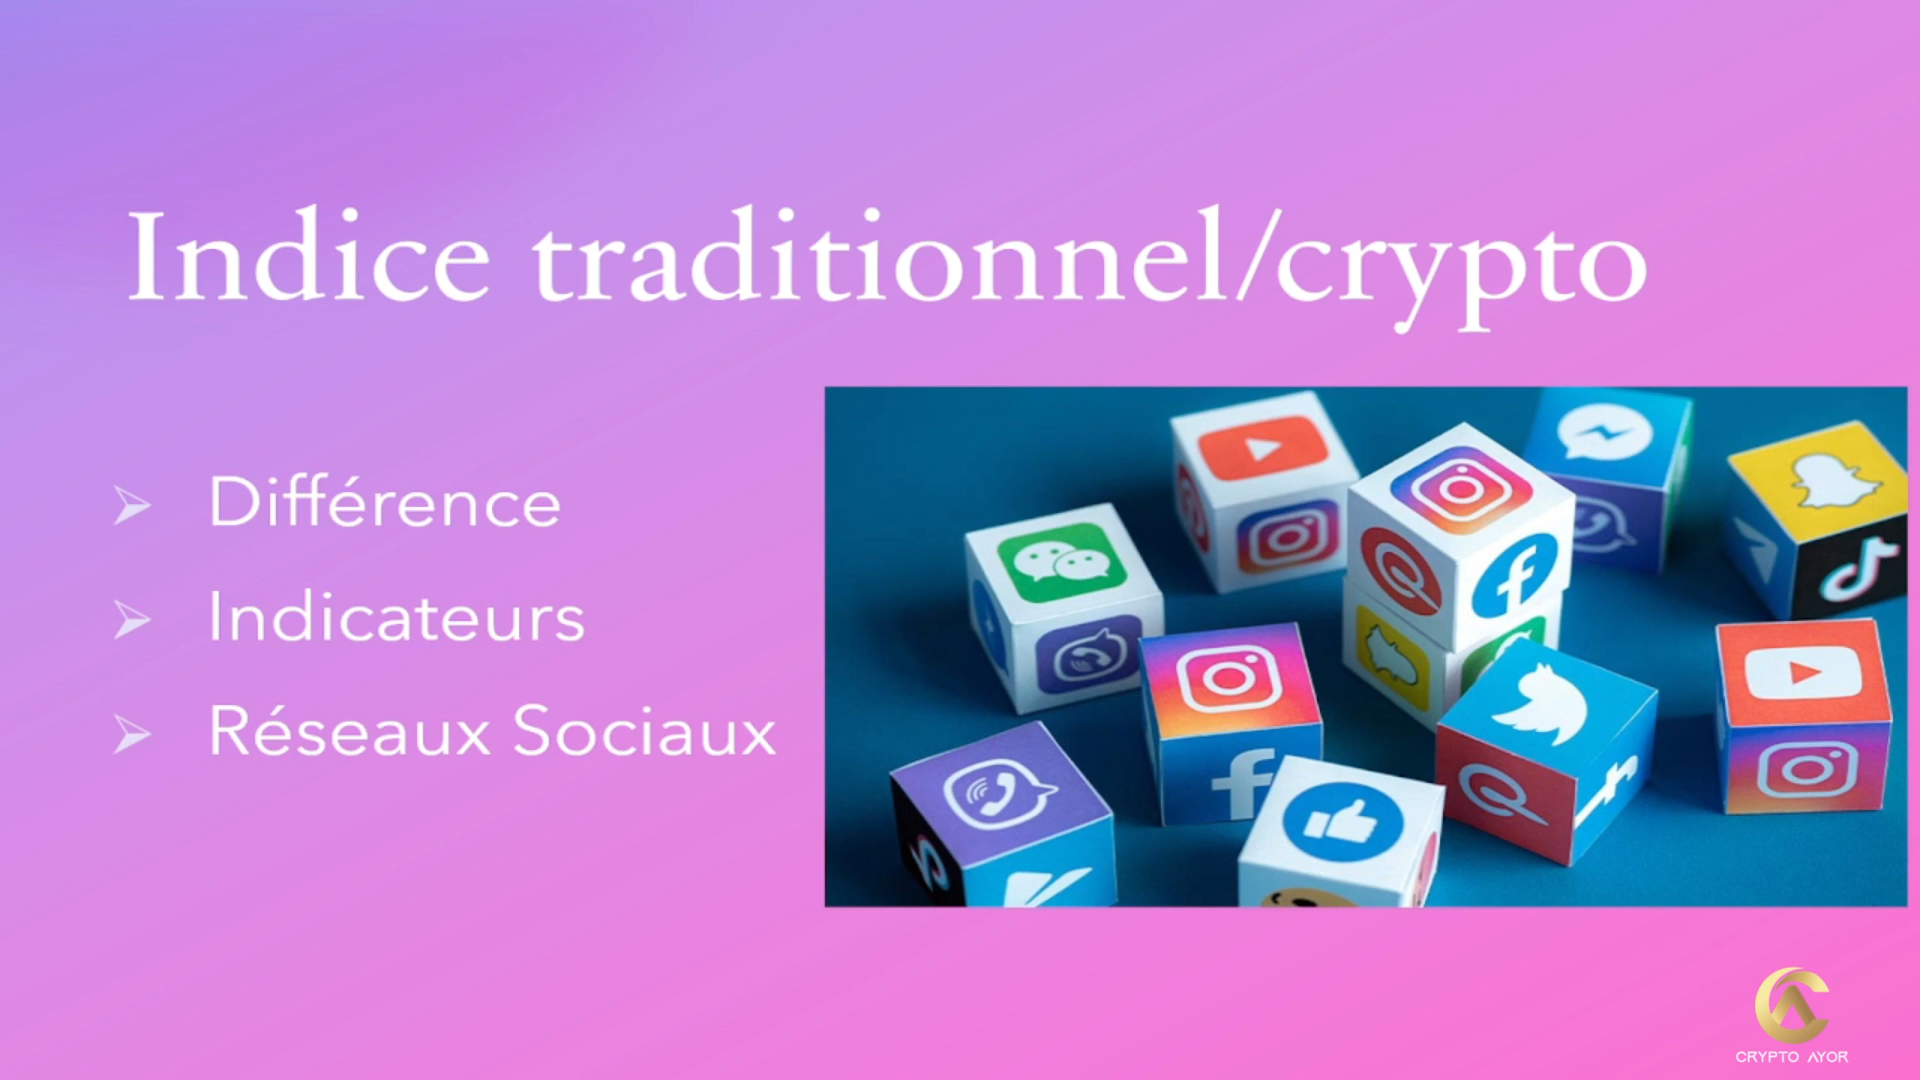 Indice traditionnel/crypto
Différence
Indicateurs
Réseaux Sociaux
CRYPTO AYOR